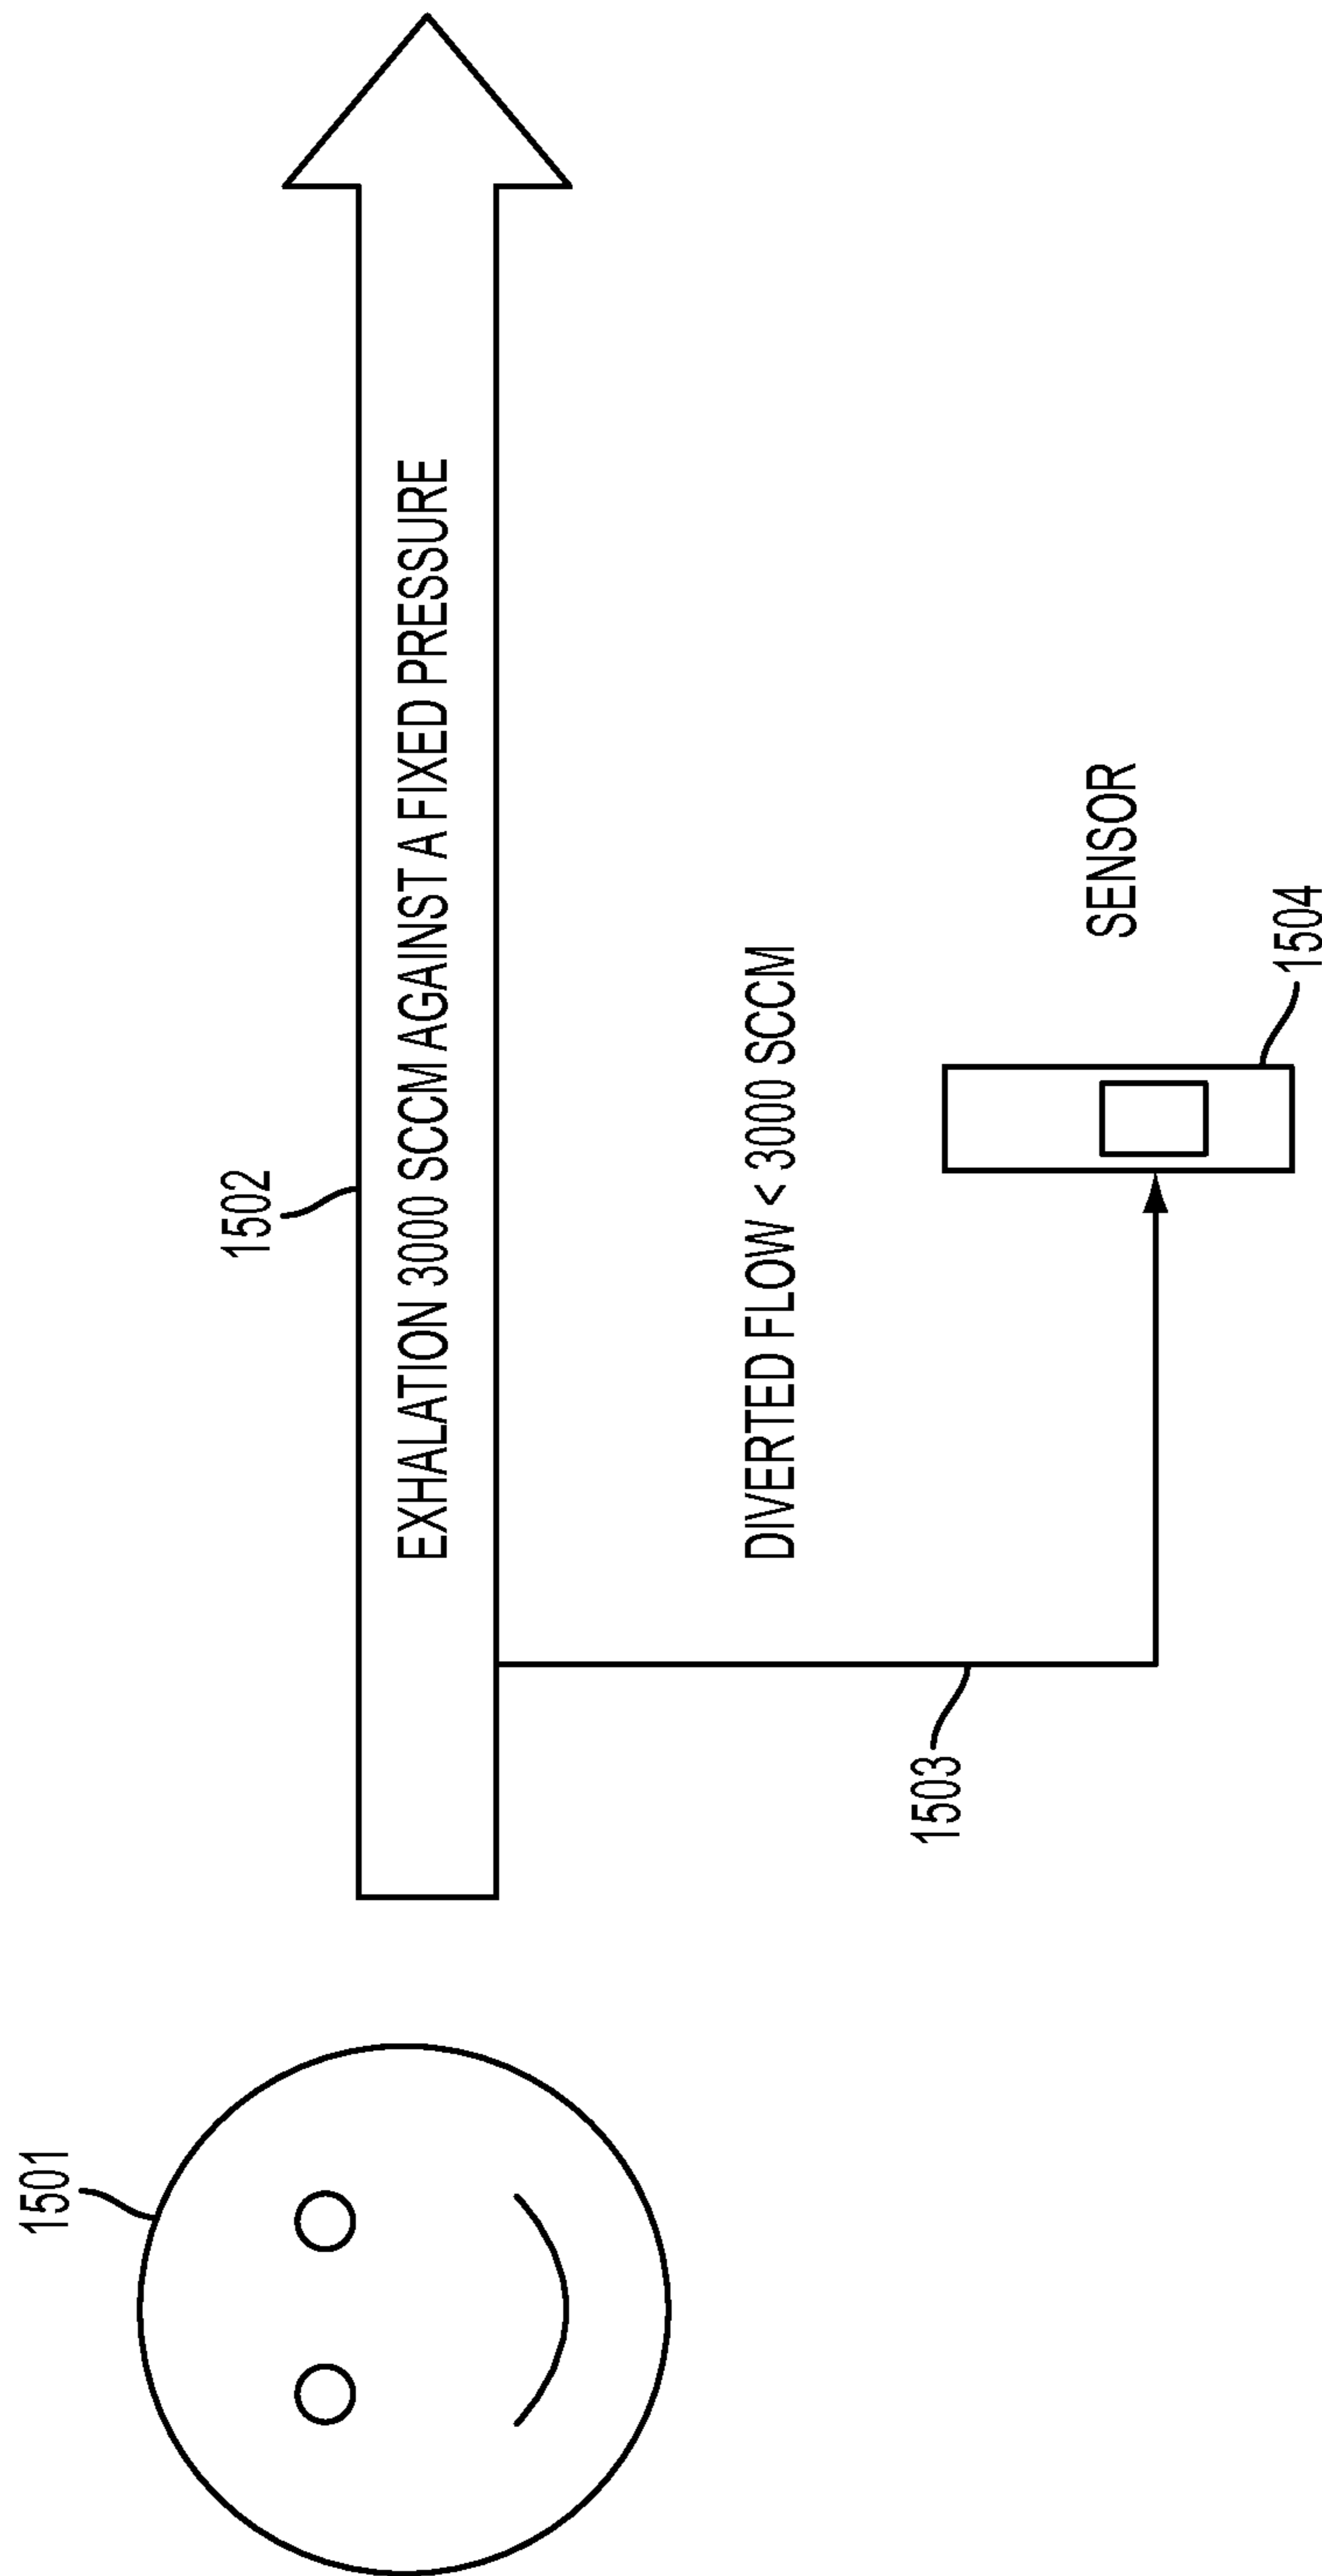 1501
1502
EXHALATION 3000 SCCM AGAINST A FIXED PRESSURE
DIVERTED FLOW < 3000 SCCM
1503
SENSOR
1504